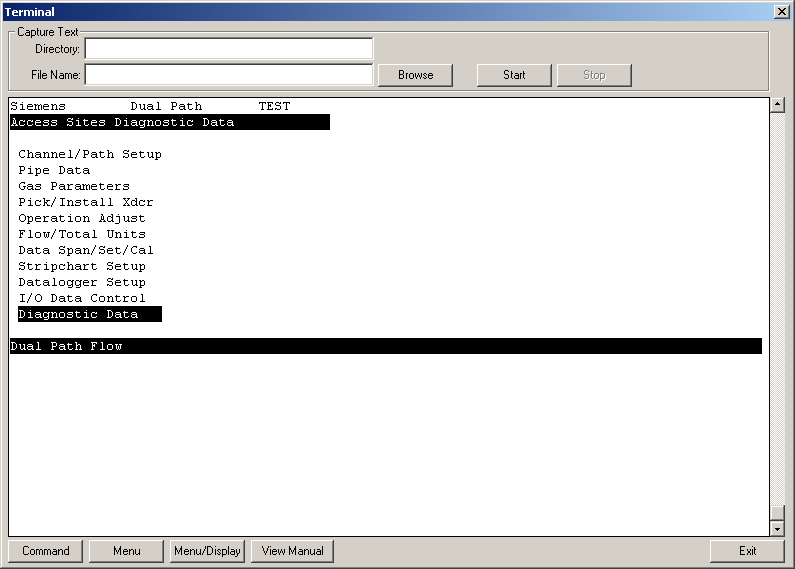 Terminal
Capture Text
Directory:
File Name:
Browse
Start
Stop
Siemens Dual Path TEST
Access Sites Diagnostic Data
Channel/Path Setup
Pipe Data
Gas Parameters
Pick/Install Xdcr
Operation Adjust
Flow/Total Units
Data Span/Set/Cal
Stripchart Setup
Datalogger Setup
I/O Data Control
Diagnostic Data
Dual Path Flow
Command
Menu
Menu/Display
View Manual
Exit